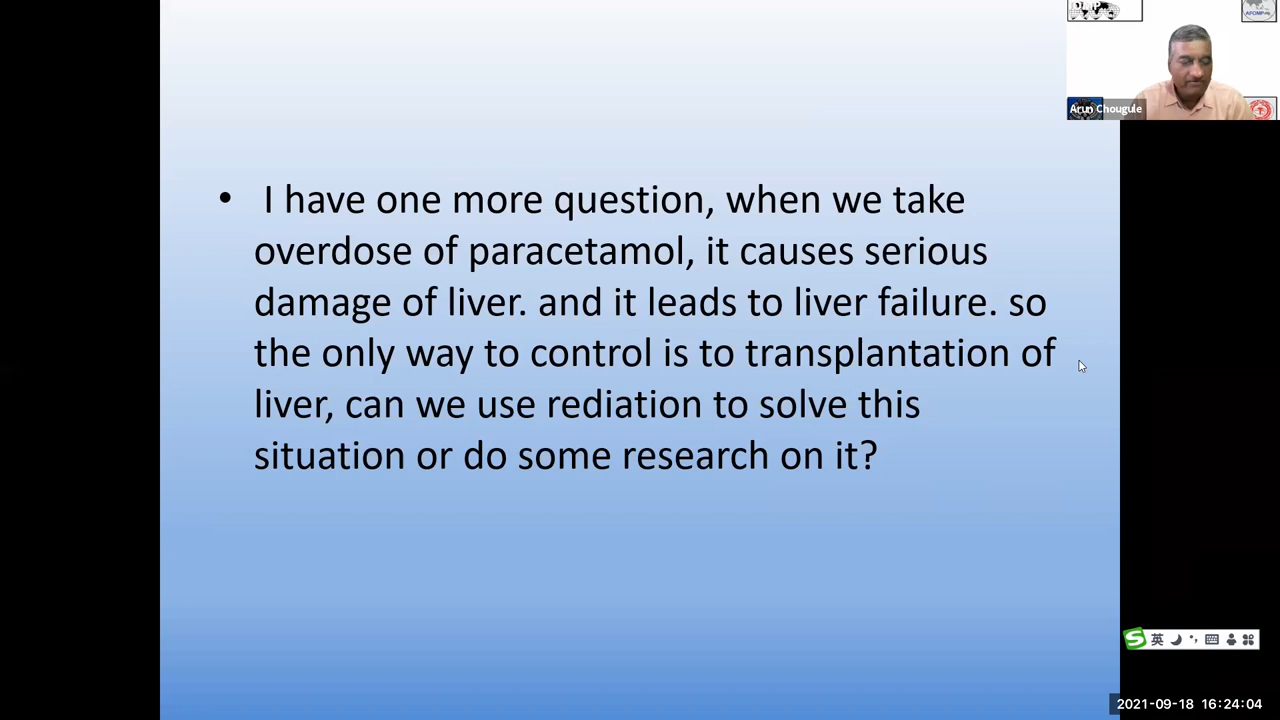 AFOMP
Arun Chougule
• I have one more question, when we take
overdose of paracetamol, it causes serious
damage of liver. and it leads to liver failure. so
the only way to control is to transplantation of
liver, can we use rediation to solve this
situation or do some research on it?
英
2021-09-18 16:24:04